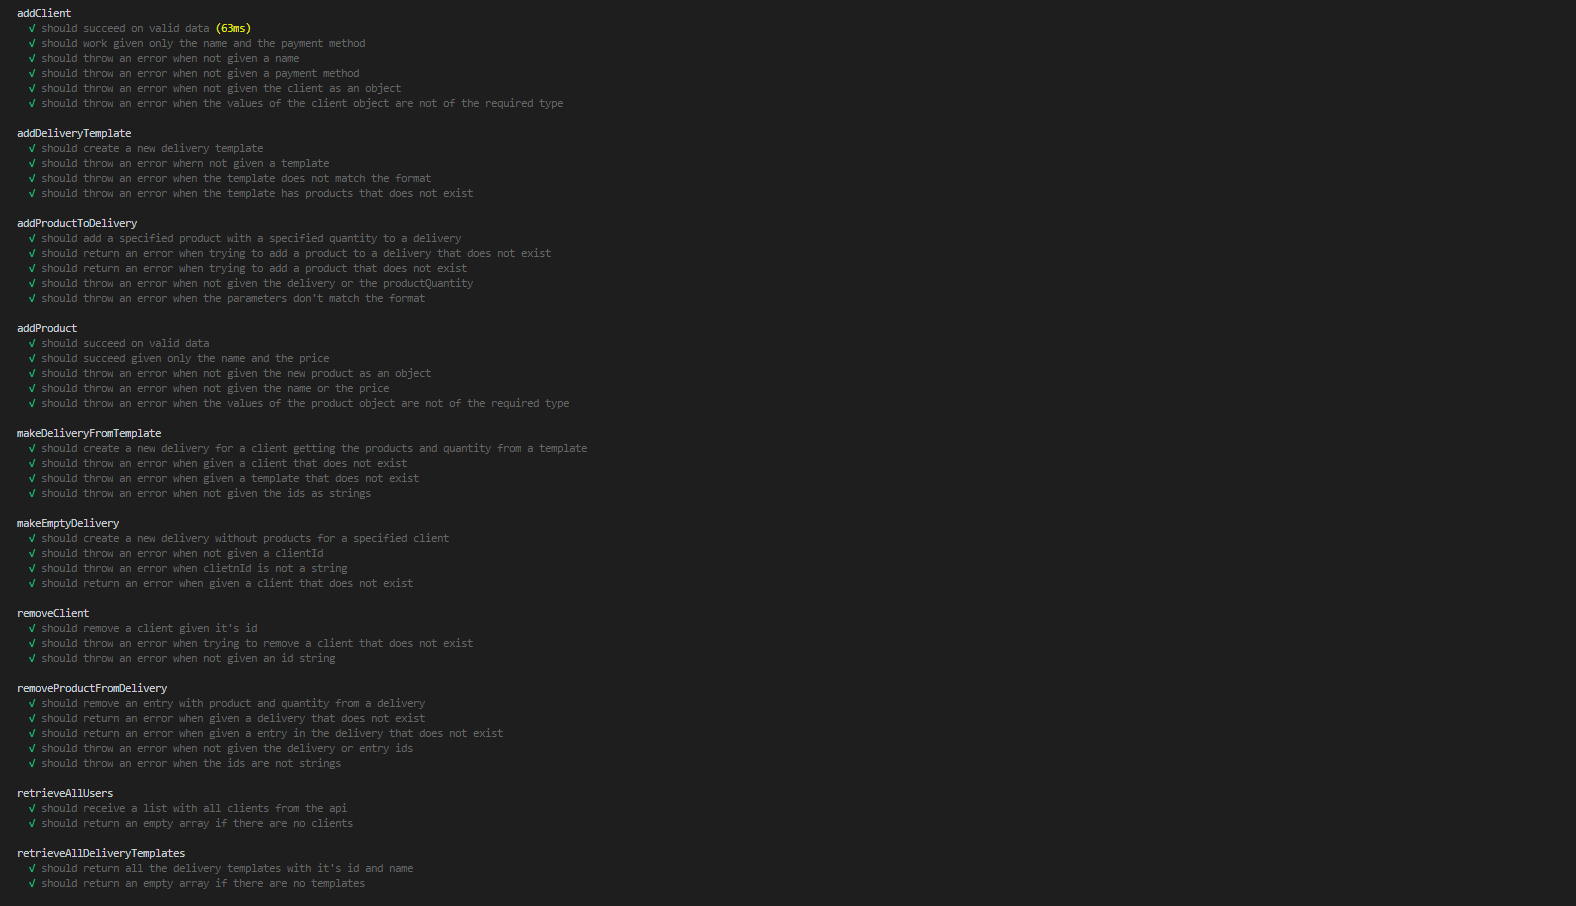 addClient
√ should succeed on valid data (63ms)
√ should work given only the name and the payment method
√ should throw an error when not given a name
√ should throw an error when not given a payment method
√ should throw an error when not given the client as an object
√ should throw an error when the values of the client object are not of the required type
addDeliveryTemplate
√ should create a new delivery template
√ should throw an error whern not given a template
√ should throw an error when the template does not match the format
√ should throw an error when the template has products that does not exist
addProductToDelivery
√ should add a specified product with a specified quantity to a delivery
√ should return an error when trying to add a product to a delivery that does not exist
√ should return an error when trying to add a product that does not exist
√ should throw an error when not given the delivery or the productQuantity
√ should throw an error when the parameters don't match the format
addProduct
√ should succeed on valid data
√ should succeed given only the name and the price
√ should throw an error when not given the new product as an object
√ should throw an error when not given the name or the price
√ should throw an error when the values of the product object are not of the required type
makeDeliveryFromTemplate
√ should create a new delivery for a client getting the products and quantity from a template
√ should throw an error when given a client that does not exist
√ should throw an error when given a template that does not exist
√ should throw an error when not given the ids as strings
makeEmptyDelivery
√ should create a new delivery without products for a specified client
√ should throw an error when not given a clientId
√ should throw an error when clietnId is not a string
√ should return an error when given a client that does not exist
removeClient
√ should remove a client given it's id
√ should throw an error when trying to remove a client that does not exist
√ should throw an error when not given an id string
removeProductFromDelivery
√ should remove an entry with product and quantity from a delivery
√ should return an error when given a delivery that does not exist
√ should return an error when given a entry in the delivery that does not exist
√ should throw an error when not given the delivery or entry ids
√ should throw an error when the ids are not strings
retrieveAllUsers
√ should receive a list with all clients from the api
√ should return an empty array if there are no clients
retrieveAllDeliveryTemplates
√ should return all the delivery templates with it's id and name
√ should return an empty array if there are no templates